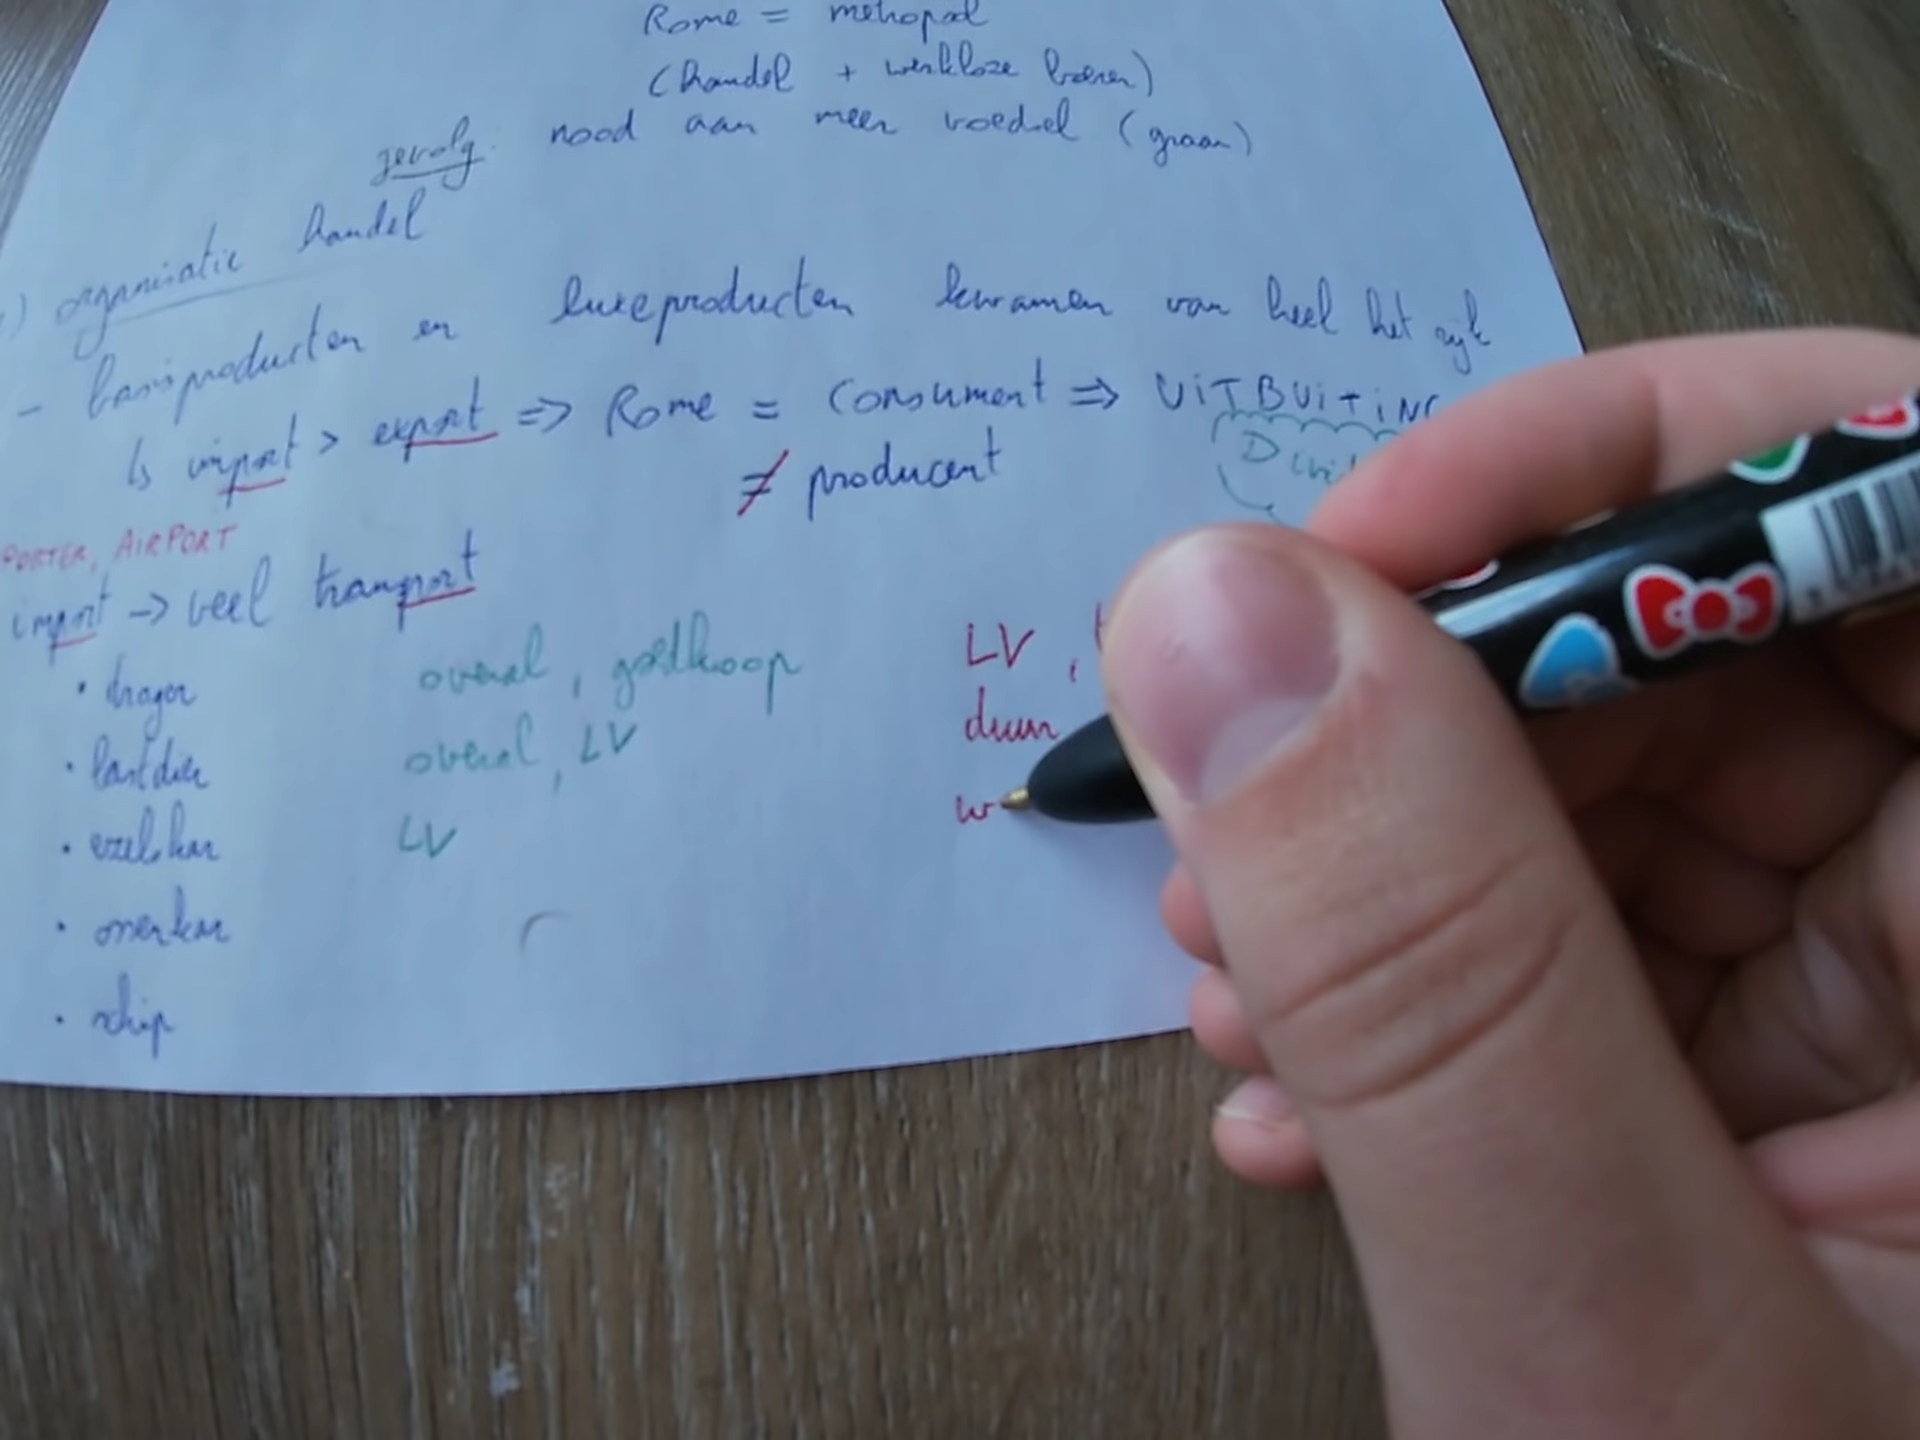 Rome = metropool
(handel + werkloze boeren)
gevolg: nood aan meer voedsel (graan)
) organisatie handel
- basisproducten en luxeproducten kwamen van heel het rijk
Ls import > export => Rome = consument => UiTBUiTiNG
≠ producent
PORTER, AIRPORT
import -> veel transport
• drager overal, goedkoop LV,
• lastdier overal, LV duur
• ezelskar LV w
• ossenkar
• schip